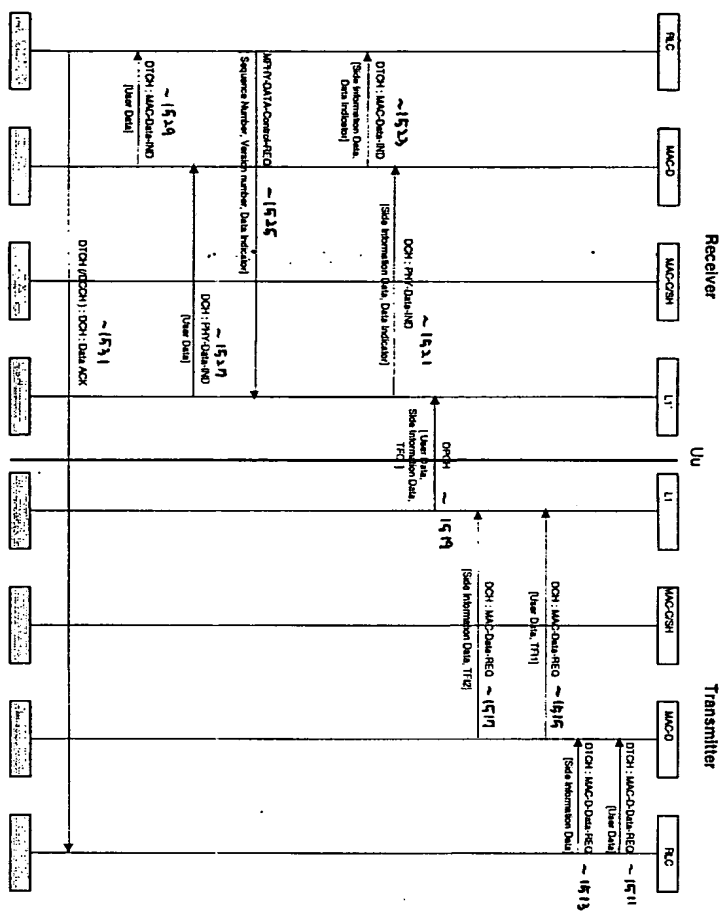 Receiver
Uu
Transmitter
RLC
MAC-D
MAC-C/SH
L1'
L1
MAC-C/SH
MAC-D
RLC
DTCH : MAC-D-Data-REQ ~1511
[User Data]
DTCH : MAC-D-Data-REQ ~1513
[Side Information Data]
DCH : MAC-Data-REQ ~1515
[User Data, TFI1]
DCH : MAC-Data-REQ ~1517
[Side Information Data, TFI2]
DPCH ~1519
[ User Data,
Side Information Data,
TFCI ]
DCH : PHY-Data-IND ~1521
[Side Information Data, Data Indicator]
DTCH : MAC-Data-IND ~1523
[Side Information Data,
Data Indicator]
MPHY-DATA-Control-REQ ~1525
Sequence Number, Version number, Data Indicator]
DCH : PHY-Data-IND ~1527
[User Data]
DTCH : MAC-Data-IND ~1529
[User Data]
DTCH (/DCCH ) : DCH : Data ACK ~1531